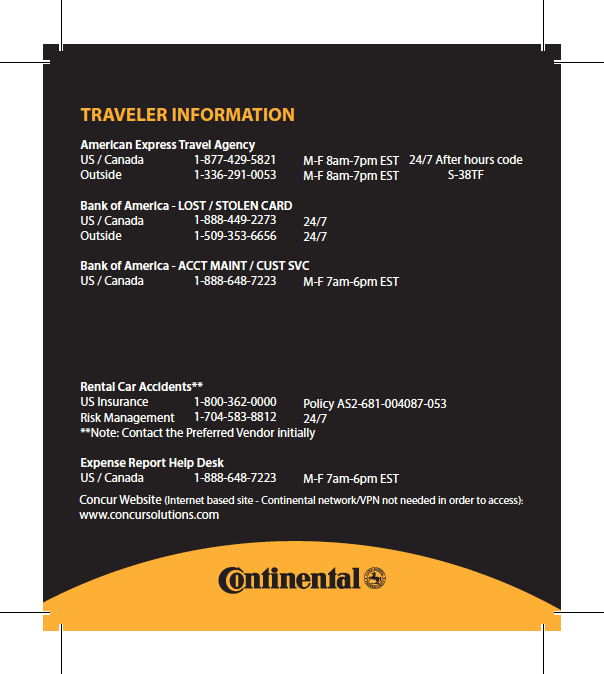 TRAVELER INFORMATION
American Express Travel Agency
US / Canada 1-877-429-5821 M-F 8am-7pm EST 24/7 After hours code
Outside 1-336-291-0053 M-F 8am-7pm EST S-38TF
Bank of America - LOST / STOLEN CARD
US / Canada 1-888-449-2273 24/7
Outside 1-509-353-6656 24/7
Bank of America - ACCT MAINT / CUST SVC
US / Canada 1-888-648-7223 M-F 7am-6pm EST
Rental Car Accidents**
US Insurance 1-800-362-0000 Policy AS2-681-004087-053
Risk Management 1-704-583-8812 24/7
**Note: Contact the Preferred Vendor initially
Expense Report Help Desk
US / Canada 1-888-648-7223 M-F 7am-6pm EST
Concur Website (Internet based site - Continental network/VPN not needed in order to access):
www.concursolutions.com
Continental